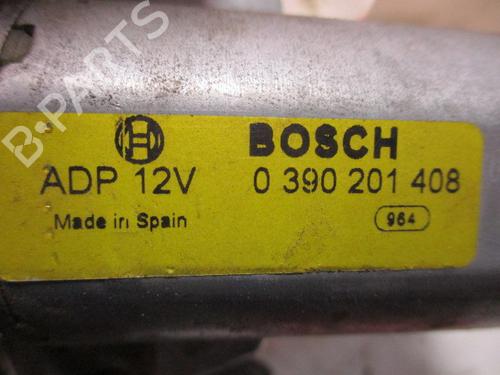 B-PARTS
BOSCH
ADP 12V 0 390 201 408
Made in Spain 964